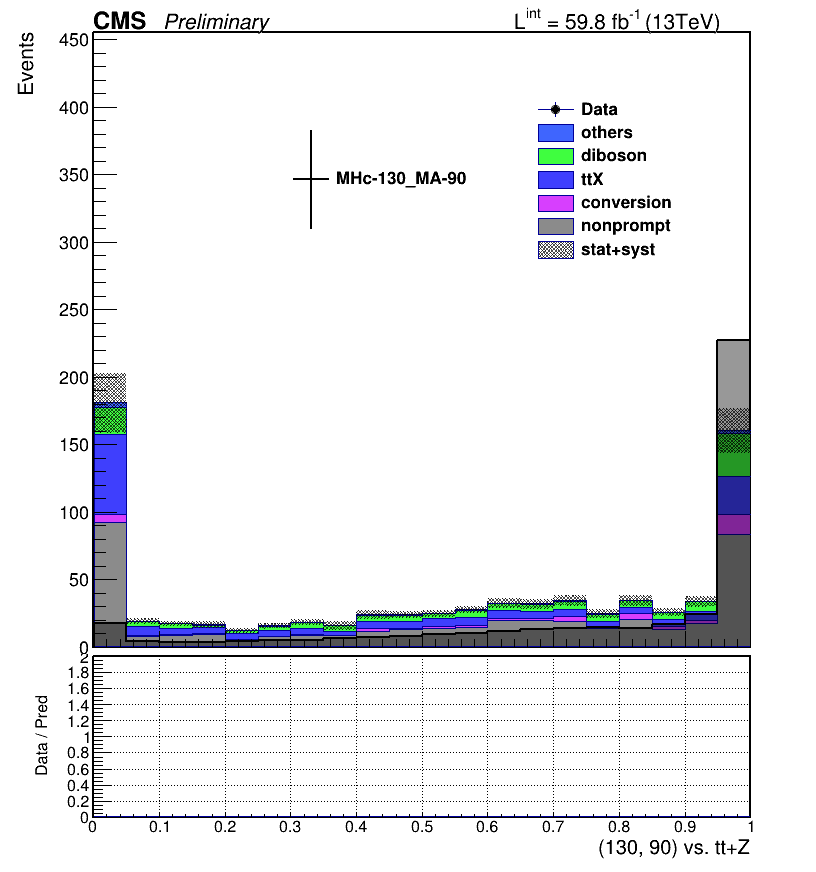 CMS Preliminary L^int = 59.8 fb^-1 (13TeV)
Events
450
400
350
300
250
200
150
100
50
0
MHc-130_MA-90
Data
others
diboson
ttX
conversion
nonprompt
stat+syst
Data / Pred
2
1.8
1.6
1.4
1.2
1
0.8
0.6
0.4
0.2
0
0 0.1 0.2 0.3 0.4 0.5 0.6 0.7 0.8 0.9 1
(130, 90) vs. tt+Z